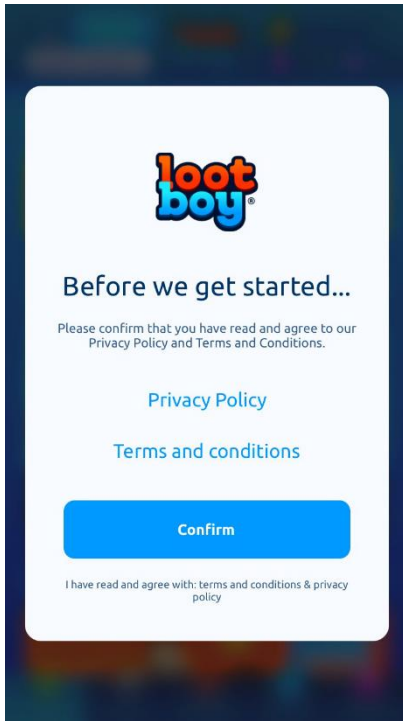 loot
boy®
Before we get started...
Please confirm that you have read and agree to our
Privacy Policy and Terms and Conditions.
Privacy Policy
Terms and conditions
Confirm
I have read and agree with: terms and conditions & privacy
policy